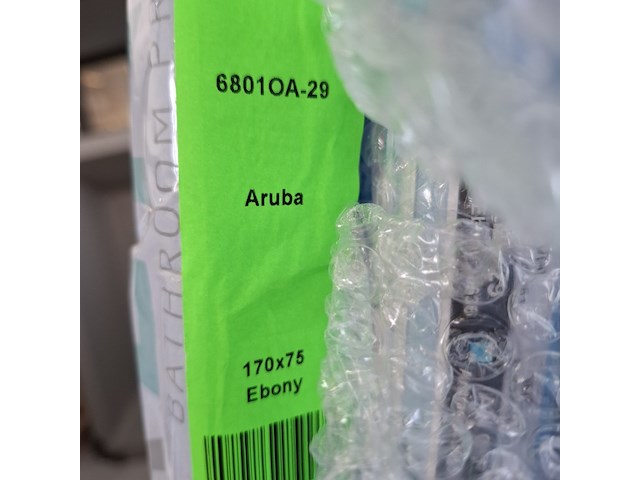 6801OA-29
Aruba
170x75
Ebony
BATHROOM